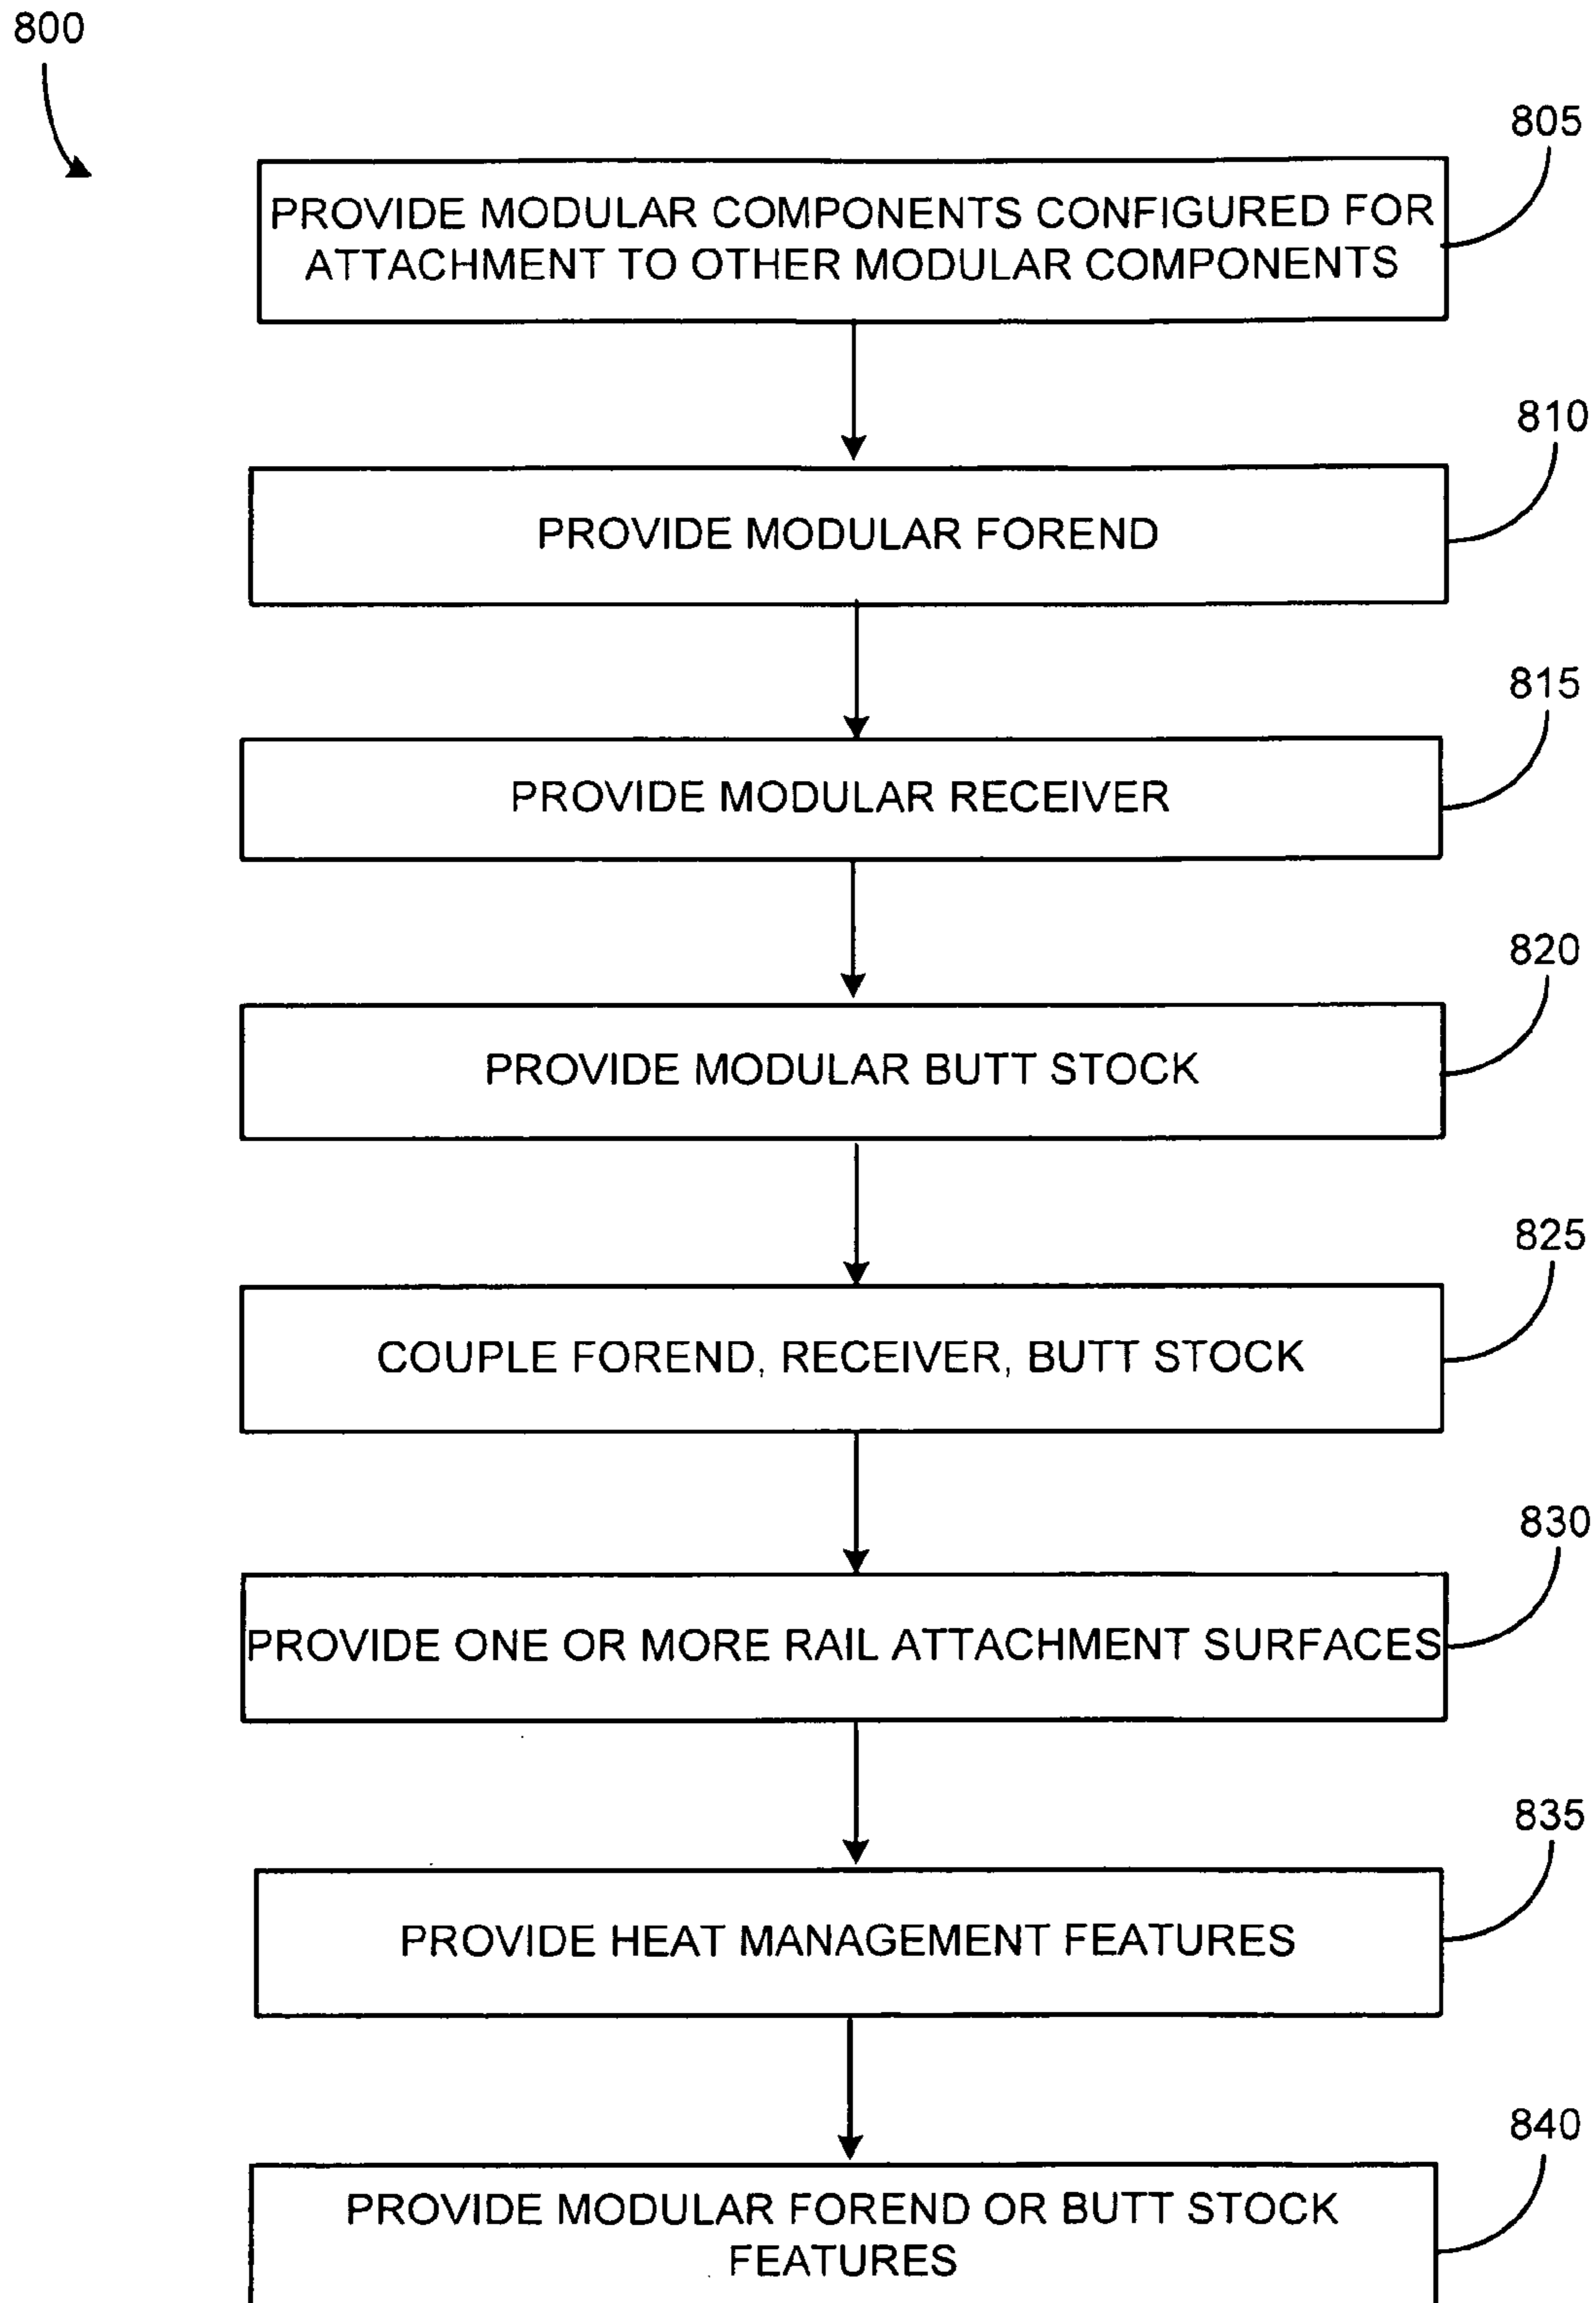 800
805
PROVIDE MODULAR COMPONENTS CONFIGURED FOR
ATTACHMENT TO OTHER MODULAR COMPONENTS
810
PROVIDE MODULAR FOREND
815
PROVIDE MODULAR RECEIVER
820
PROVIDE MODULAR BUTT STOCK
825
COUPLE FOREND, RECEIVER, BUTT STOCK
830
PROVIDE ONE OR MORE RAIL ATTACHMENT SURFACES
835
PROVIDE HEAT MANAGEMENT FEATURES
840
PROVIDE MODULAR FOREND OR BUTT STOCK
FEATURES